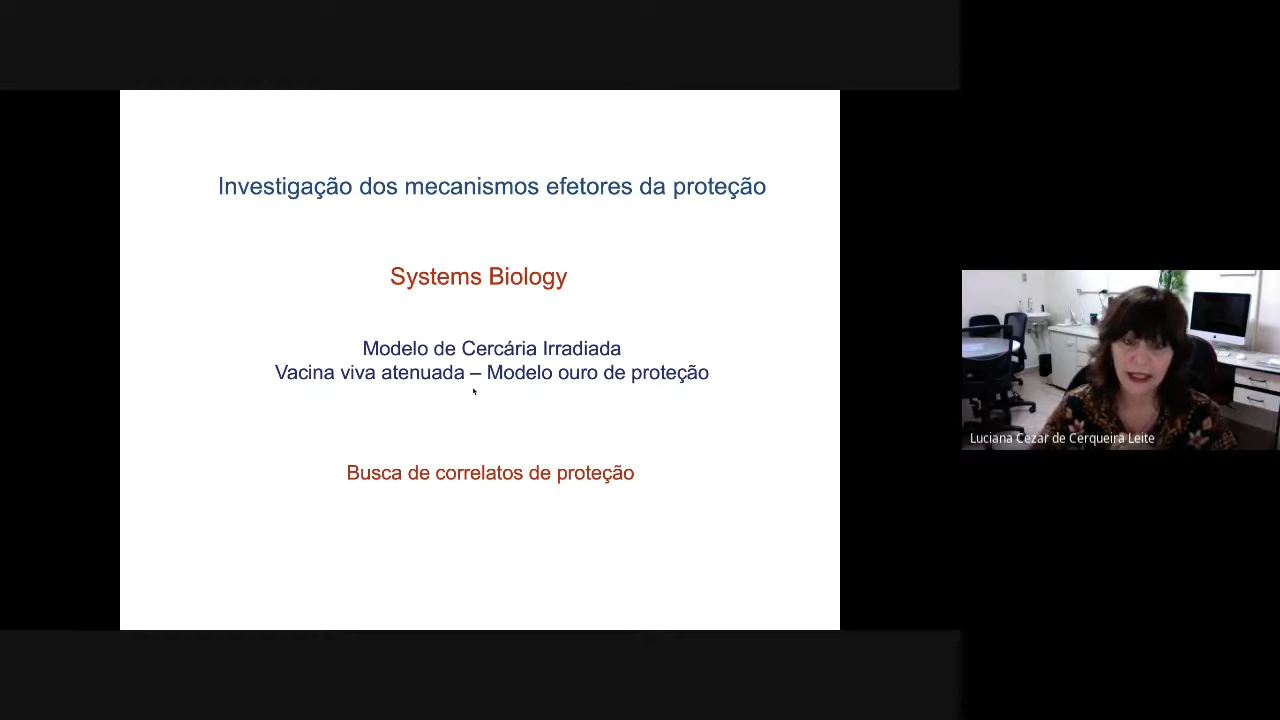 Investigação dos mecanismos efetores da proteção
Systems Biology
Modelo de Cercária Irradiada
Vacina viva atenuada – Modelo ouro de proteção
Busca de correlatos de proteção
Luciana Cezar de Cerqueira Leite